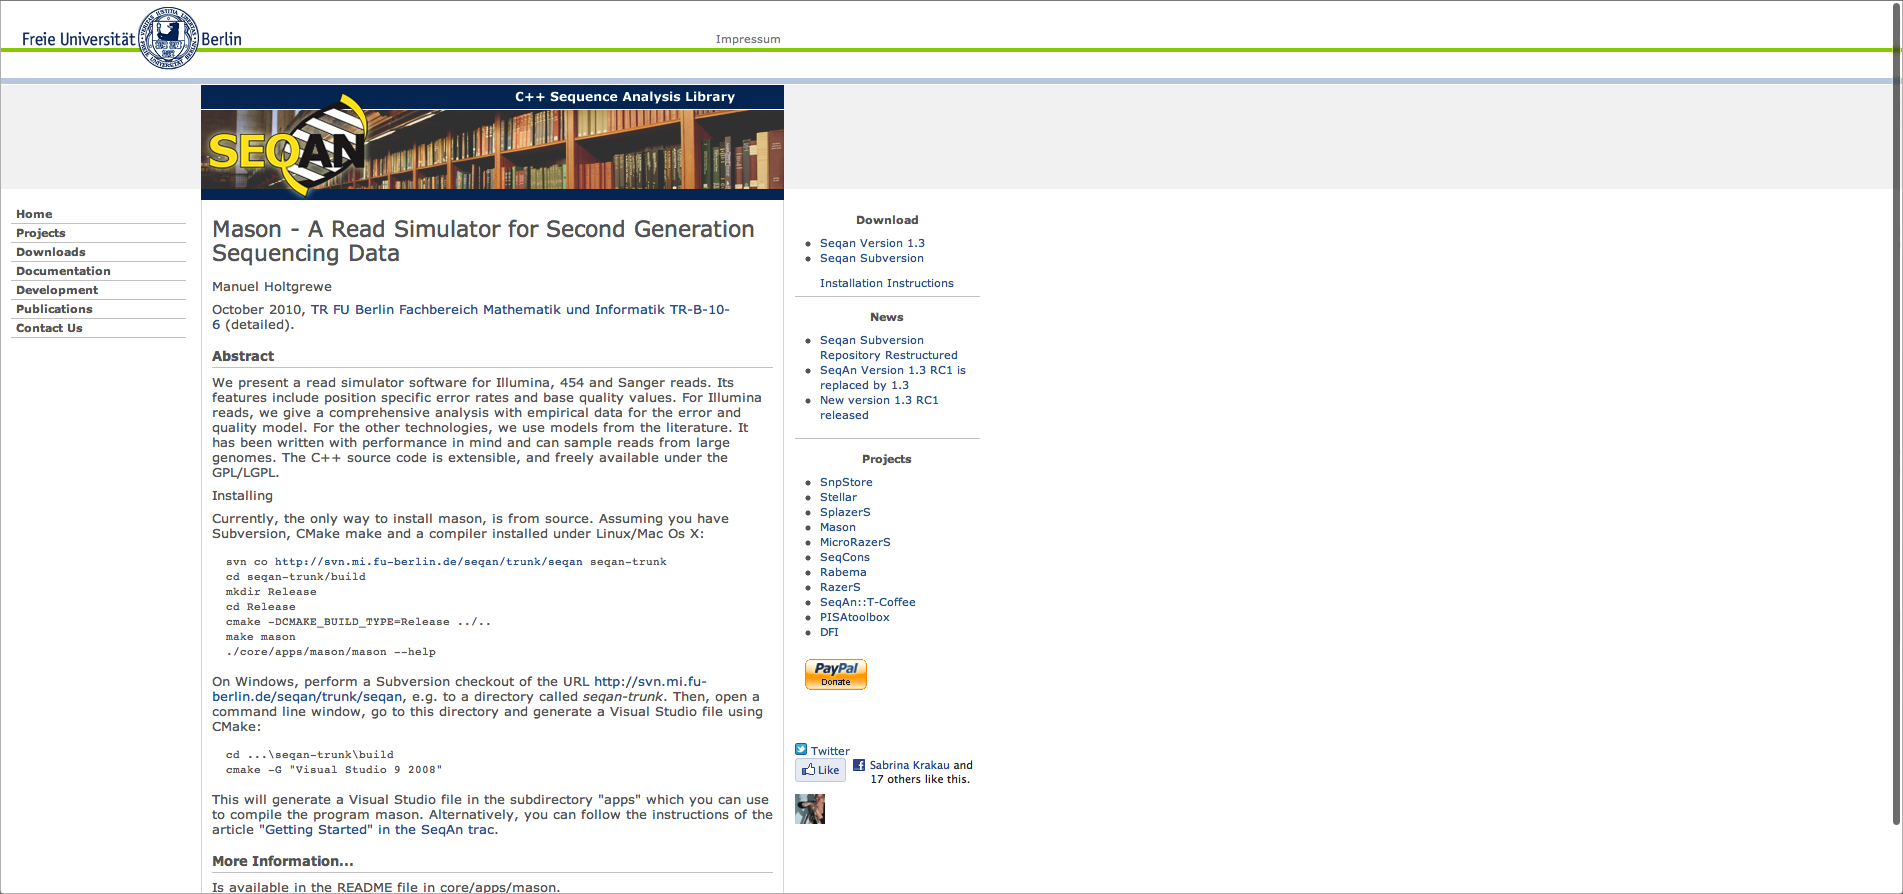 Freie Universität Berlin
Impressum
C++ Sequence Analysis Library
SEQAN
Home
Projects
Downloads
Documentation
Development
Publications
Contact Us
Mason - A Read Simulator for Second Generation
Sequencing Data
Manuel Holtgrewe
October 2010, TR FU Berlin Fachbereich Mathematik und Informatik TR-B-10-
6 (detailed).
Abstract
We present a read simulator software for Illumina, 454 and Sanger reads. Its
features include position specific error rates and base quality values. For Illumina
reads, we give a comprehensive analysis with empirical data for the error and
quality model. For the other technologies, we use models from the literature. It
has been written with performance in mind and can sample reads from large
genomes. The C++ source code is extensible, and freely available under the
GPL/LGPL.
Installing
Currently, the only way to install mason, is from source. Assuming you have
Subversion, CMake make and a compiler installed under Linux/Mac Os X:
svn co http://svn.mi.fu-berlin.de/seqan/trunk/seqan seqan-trunk
cd seqan-trunk/build
mkdir Release
cd Release
cmake -DCMAKE_BUILD_TYPE=Release ../..
make mason
./core/apps/mason/mason --help
On Windows, perform a Subversion checkout of the URL http://svn.mi.fu-
berlin.de/seqan/trunk/seqan, e.g. to a directory called seqan-trunk. Then, open a
command line window, go to this directory and generate a Visual Studio file using
CMake:
cd ...\seqan-trunk\build
cmake -G "Visual Studio 9 2008"
This will generate a Visual Studio file in the subdirectory "apps" which you can use
to compile the program mason. Alternatively, you can follow the instructions of the
article "Getting Started" in the SeqAn trac.
More Information...
Is available in the README file in core/apps/mason.
Download
Seqan Version 1.3
Seqan Subversion
Installation Instructions
News
Seqan Subversion
Repository Restructured
SeqAn Version 1.3 RC1 is
replaced by 1.3
New version 1.3 RC1
released
Projects
SnpStore
Stellar
SplazerS
Mason
MicroRazerS
SeqCons
Rabema
RazerS
SeqAn::T-Coffee
PISAtoolbox
DFI
PayPal
Donate
Twitter
Like
Sabrina Krakau and
17 others like this.